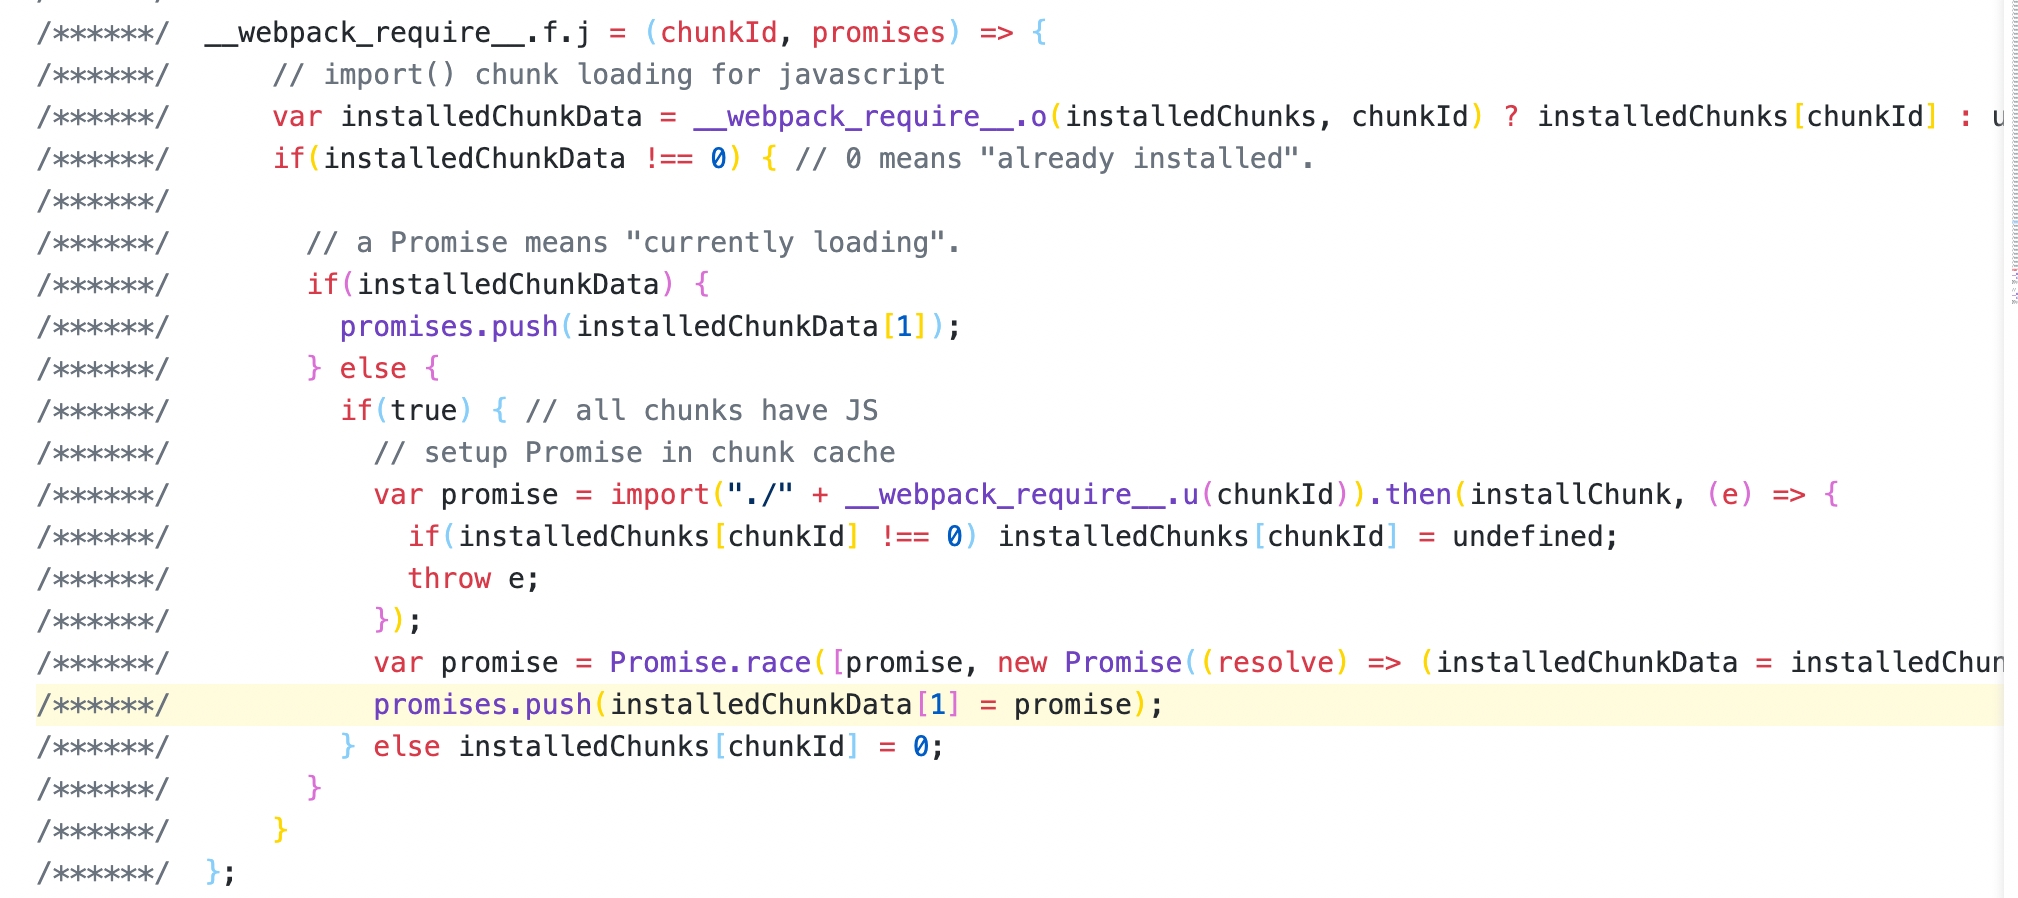 /******/  __webpack_require__.f.j = (chunkId, promises) => {
/******/      // import() chunk loading for javascript
/******/      var installedChunkData = __webpack_require__.o(installedChunks, chunkId) ? installedChunks[chunkId] :
/******/      if(installedChunkData !== 0) { // 0 means "already installed".
/******/
/******/        // a Promise means "currently loading".
/******/        if(installedChunkData) {
/******/          promises.push(installedChunkData[1]);
/******/        } else {
/******/          if(true) { // all chunks have JS
/******/            // setup Promise in chunk cache
/******/            var promise = import("./" + __webpack_require__.u(chunkId)).then(installChunk, (e) => {
/******/              if(installedChunks[chunkId] !== 0) installedChunks[chunkId] = undefined;
/******/              throw e;
/******/            });
/******/            var promise = Promise.race([promise, new Promise((resolve) => (installedChunkData = installedChun
/******/            promises.push(installedChunkData[1] = promise);
/******/          } else installedChunks[chunkId] = 0;
/******/        }
/******/      }
/******/  };